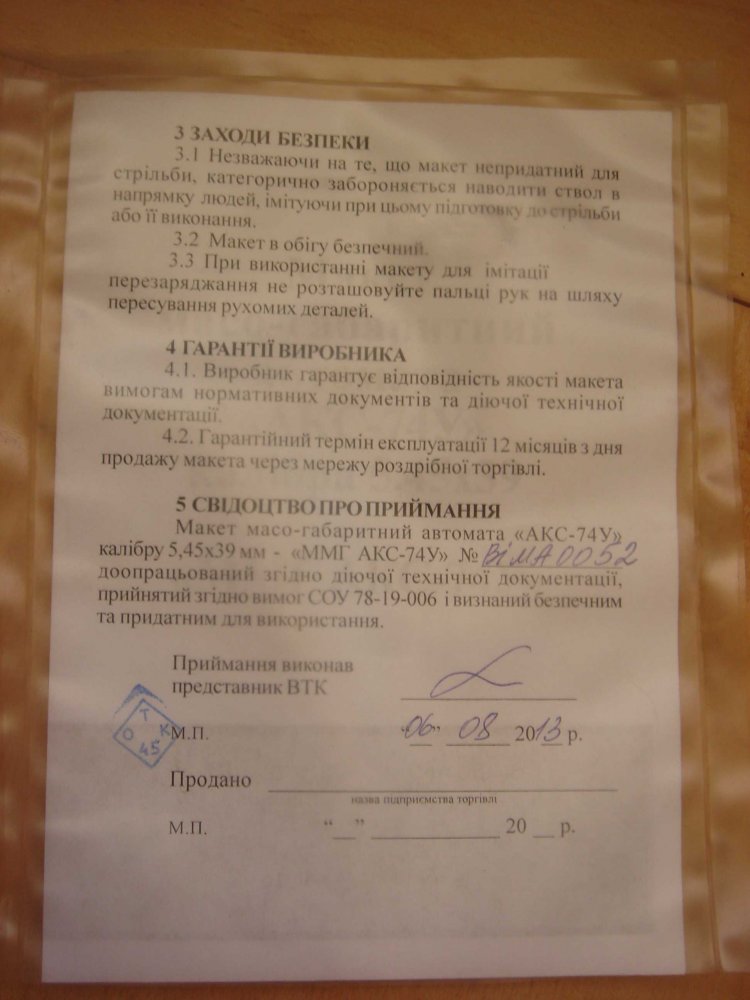 3 ЗАХОДИ БЕЗПЕКИ
3.1 Незважаючи на те, що макет непридатний для
стрільби, категорично забороняється наводити ствол в
напрямку людей, імітуючи при цьому підготовку до стрільби
або її виконання.
3.2 Макет в обігу безпечний.
3.3 При використанні макету для імітації
перезаряджання не розташовуйте пальці рук на шляху
пересування рухомих деталей.
4 ГАРАНТІЇ ВИРОБНИКА
4.1. Виробник гарантує відповідність якості макета
вимогам нормативних документів та діючої технічної
документації.
4.2. Гарантійний термін експлуатації 12 місяців з дня
продажу макета через мережу роздрібної торгівлі.
5 СВІДОЦТВО ПРО ПРИЙМАННЯ
Макет масо-габаритний автомата «АКС-74У»
калібру 5,45х39 мм - «ММГ АКС-74У» № ВІМА0052
доопрацьований згідно діючої технічної документації,
прийнятий згідно вимог СОУ 78-19-006 і визнаний безпечним
та придатним для використання.
Приймання виконав
представник ВТК
ОТК 45
М.П. 06 08 2013 р.
Продано
назва підприємства торгівлі
М.П. “__” ________ 20 __ р.